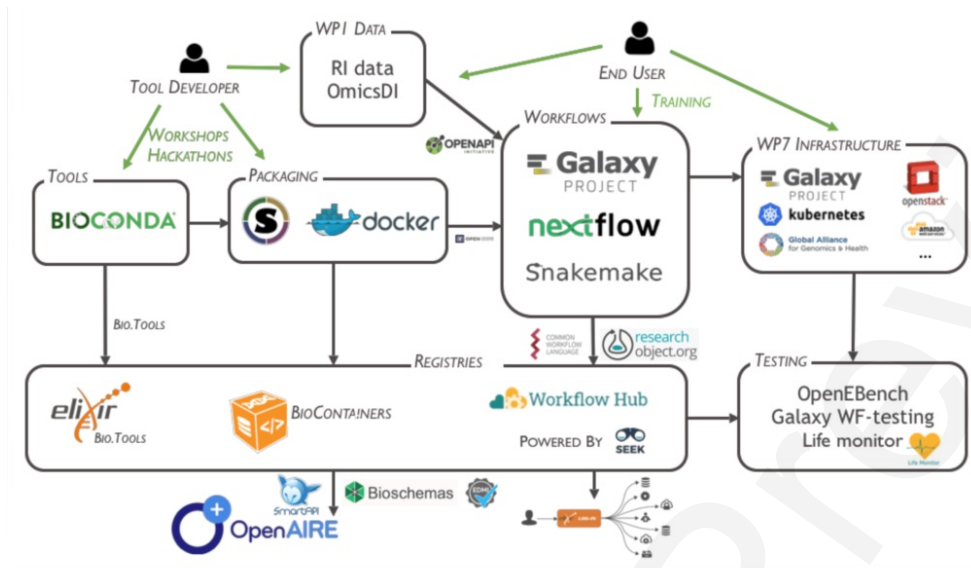 WP1 DATA
RI data
OmicsDI
TOOL DEVELOPER
END USER
TRAINING
WORKSHOPS
HACKATHONS
OPENAPI
INITIATIVE
WORKFLOWS
Galaxy
PROJECT
nextflow
Snakemake
WP7 INFRASTRUCTURE
Galaxy
PROJECT
openstack
kubernetes
amazon
Global Alliance
for Genomics & Health
...
TOOLS
BIOCONDA
PACKAGING
S
docker
BIO.TOOLS
COMMON
WORKFLOW
LANGUAGE
research
object.org
REGISTRIES
elixir
BIO.TOOLS
BIOCONTAINERS
Workflow Hub
POWERED BY
SEEK
TESTING
OpenEBench
Galaxy WF-testing
Life monitor
Life Monitor
SmartAPI
Bioschemas
OpenAIRE